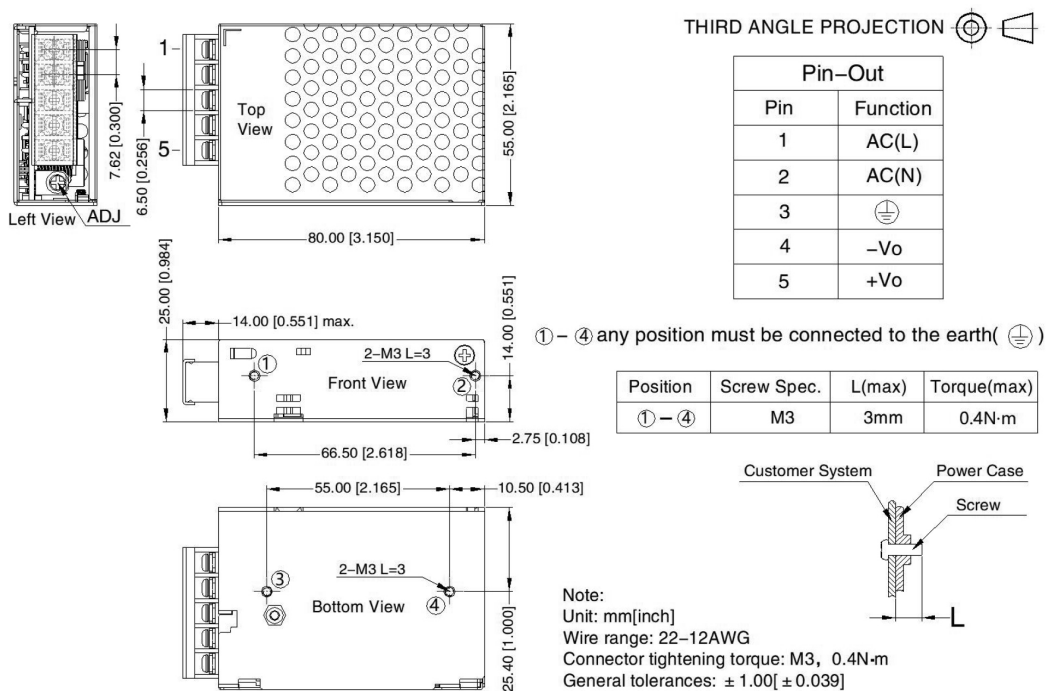 THIRD ANGLE PROJECTION
1
5
Top
View
7.62 [0.300]
6.50 [0.256]
55.00 [2.165]
Left View
ADJ
80.00 [3.150]
Pin–Out
Pin Function
1 AC(L)
2 AC(N)
3 ⏚
4 –Vo
5 +Vo
25.00 [0.984]
14.00 [0.551] max.
14.00 [0.551]
①
2–M3 L=3
Front View
②
2.75 [0.108]
66.50 [2.618]
①– ④ any position must be connected to the earth( ⏚ )
Position Screw Spec. L(max) Torque(max)
①–④ M3 3mm 0.4N·m
55.00 [2.165]
10.50 [0.413]
③
2–M3 L=3
Bottom View
④
25.40 [1.000]
Customer System
Power Case
Screw
L
Note:
Unit: mm[inch]
Wire range: 22–12AWG
Connector tightening torque: M3, 0.4N·m
General tolerances: ±1.00[±0.039]